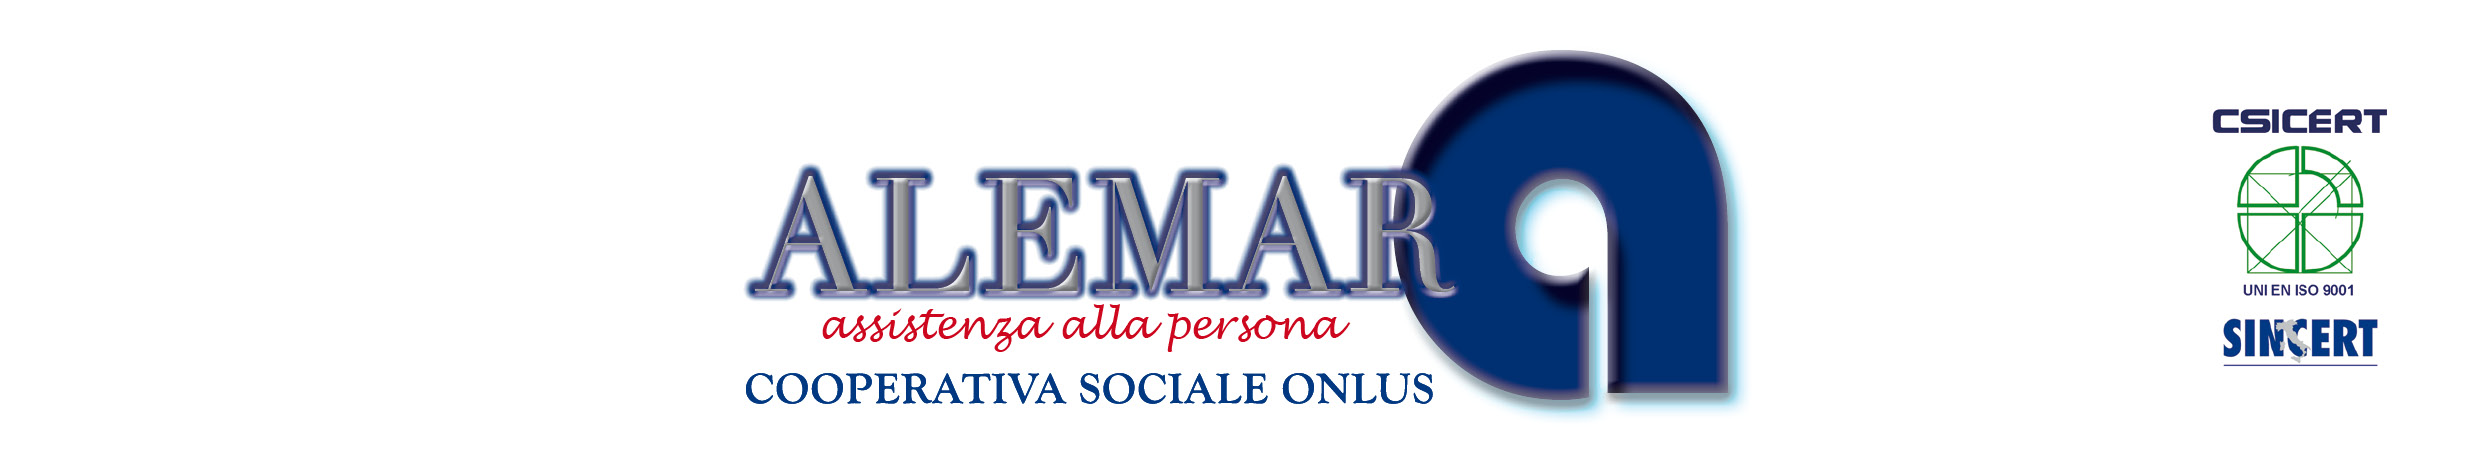 ALEMAR
assistenza alla persona
COOPERATIVA SOCIALE ONLUS
CSICERT
UNI EN ISO 9001
SINCERT